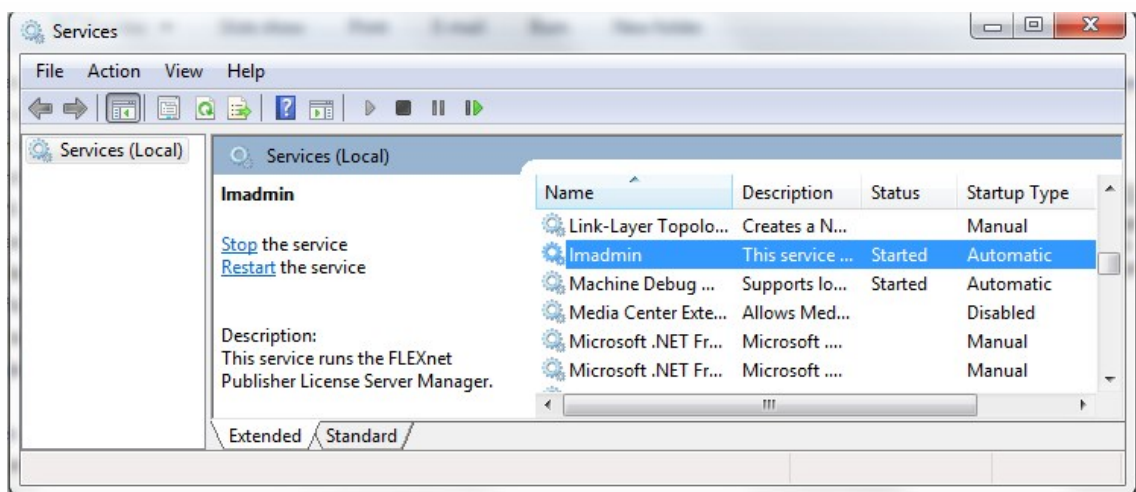 Services
File Action View Help
Services (Local)
Services (Local)
lmadmin
Stop the service
Restart the service
Description:
This service runs the FLEXnet
Publisher License Server Manager.
Name Description Status Startup Type
Link-Layer Topolo... Creates a N... Manual
lmadmin This service ... Started Automatic
Machine Debug ... Supports lo... Started Automatic
Media Center Exte... Allows Med... Disabled
Microsoft .NET Fr... Microsoft .... Manual
Microsoft .NET Fr... Microsoft .... Manual
Extended Standard